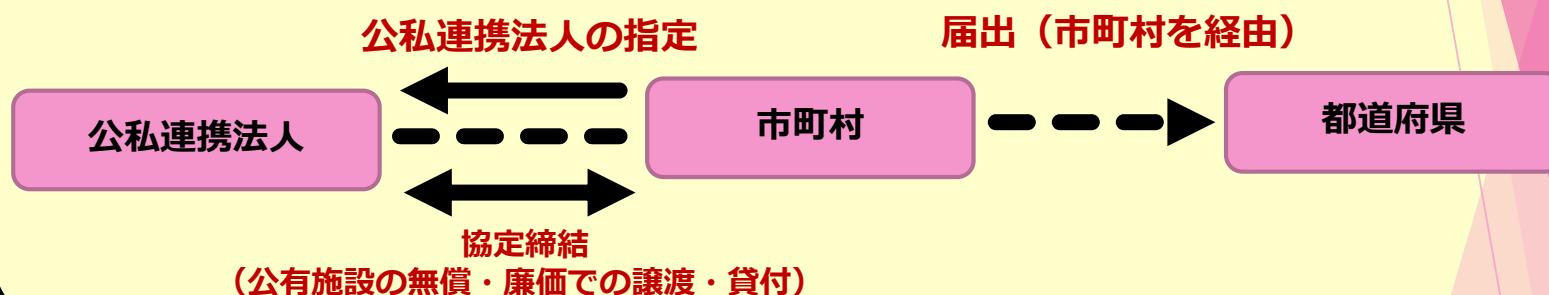 公私連携法人の指定
届出（市町村を経由）
公私連携法人
市町村
都道府県
協定締結
（公有施設の無償・廉価での譲渡・貸付）